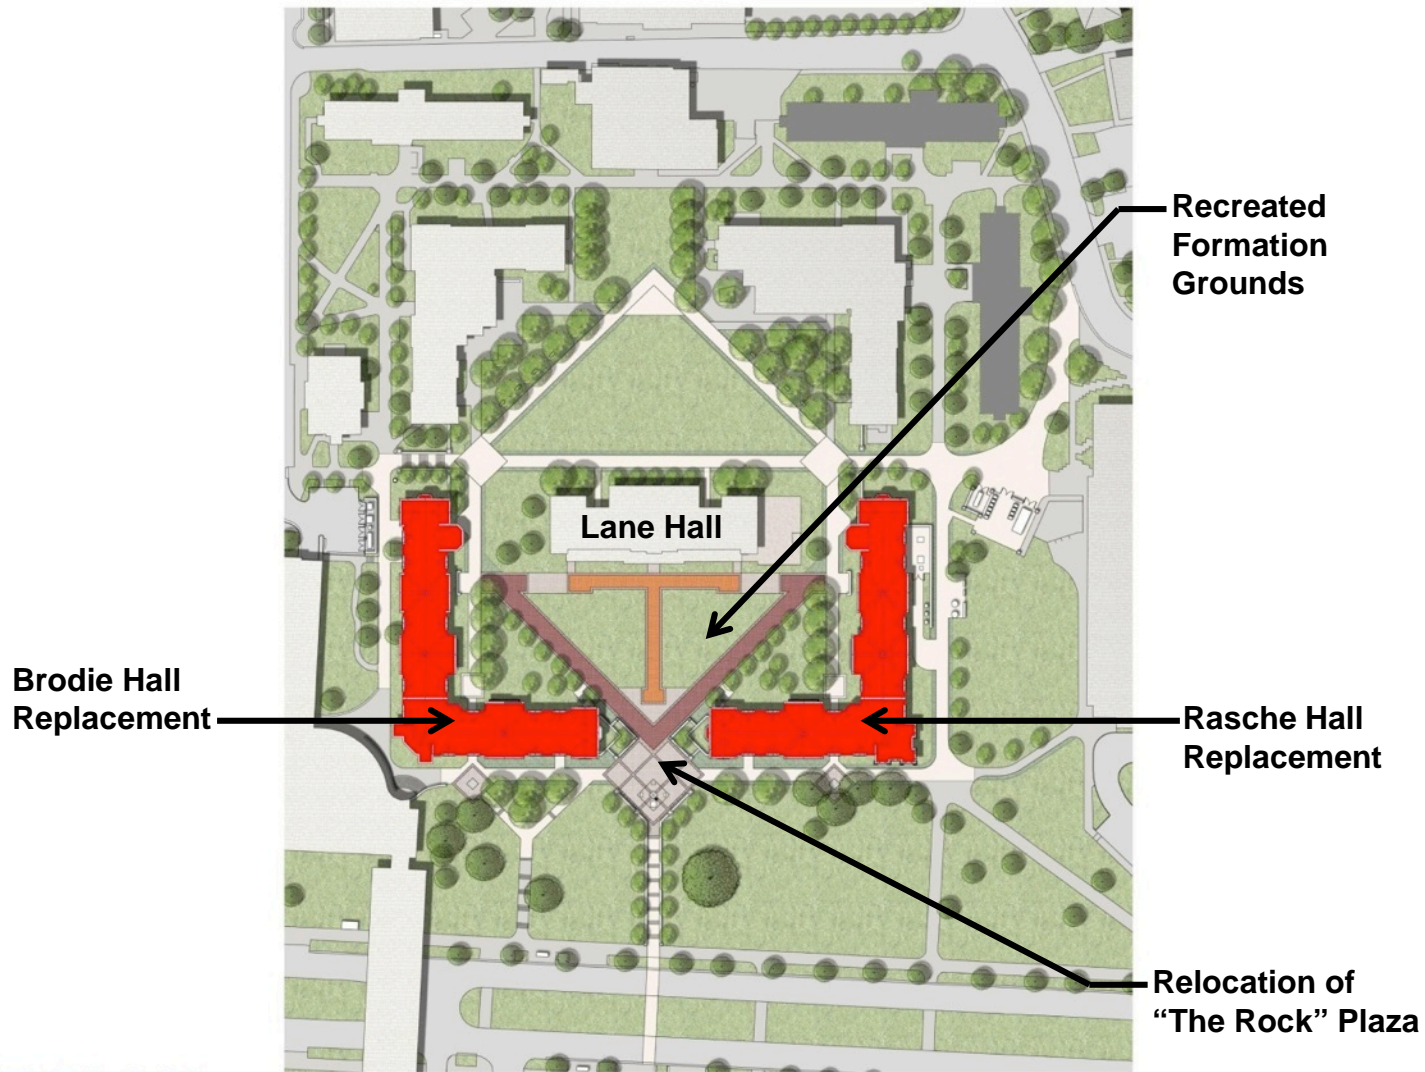 Recreated
Formation
Grounds
Lane Hall
Brodie Hall
Replacement
Rasche Hall
Replacement
Relocation of
“The Rock” Plaza